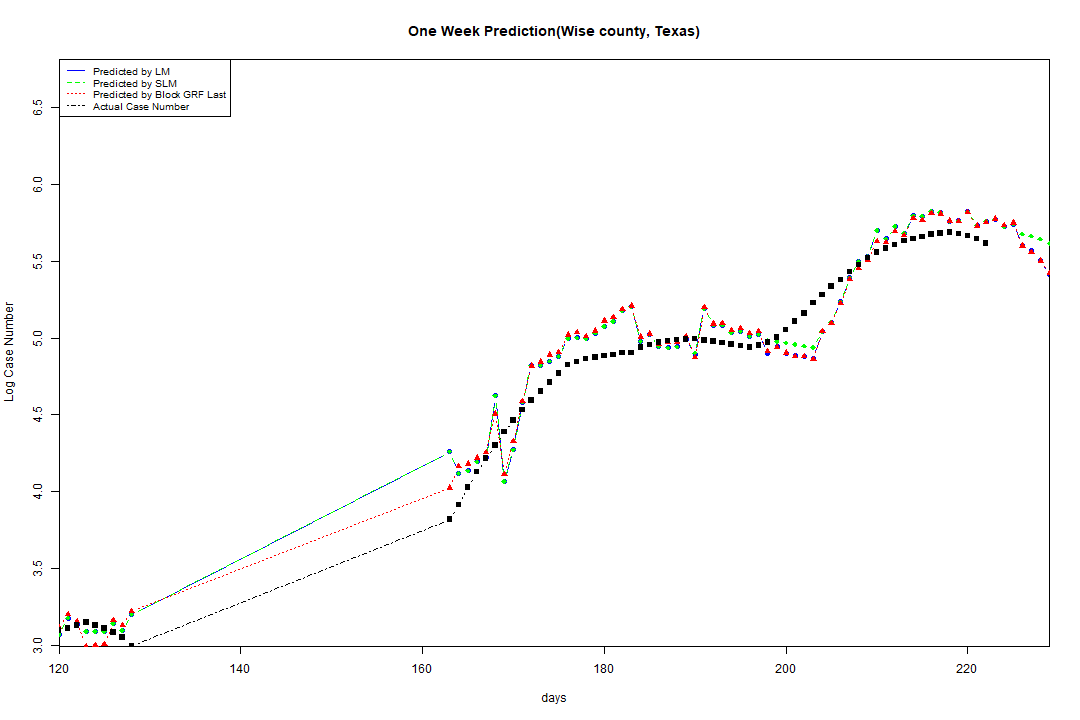 One Week Prediction(Wise county, Texas)
Predicted by LM
Predicted by SLM
Predicted by Block GRF Last
Actual Case Number
Log Case Number
6.5
6.0
5.5
5.0
4.5
4.0
3.5
3.0
120 140 160 180 200 220
days